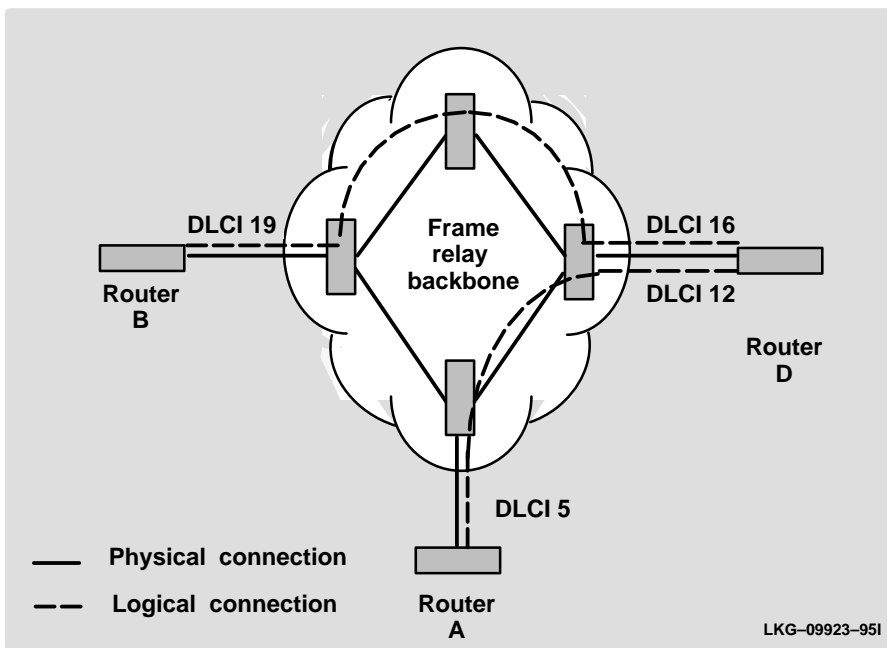 DLCI 19
DLCI 16
Frame
relay
backbone
Router
B
DLCI 12
Router
D
DLCI 5
Physical connection
Logical connection
Router
A
LKG–09923–95I